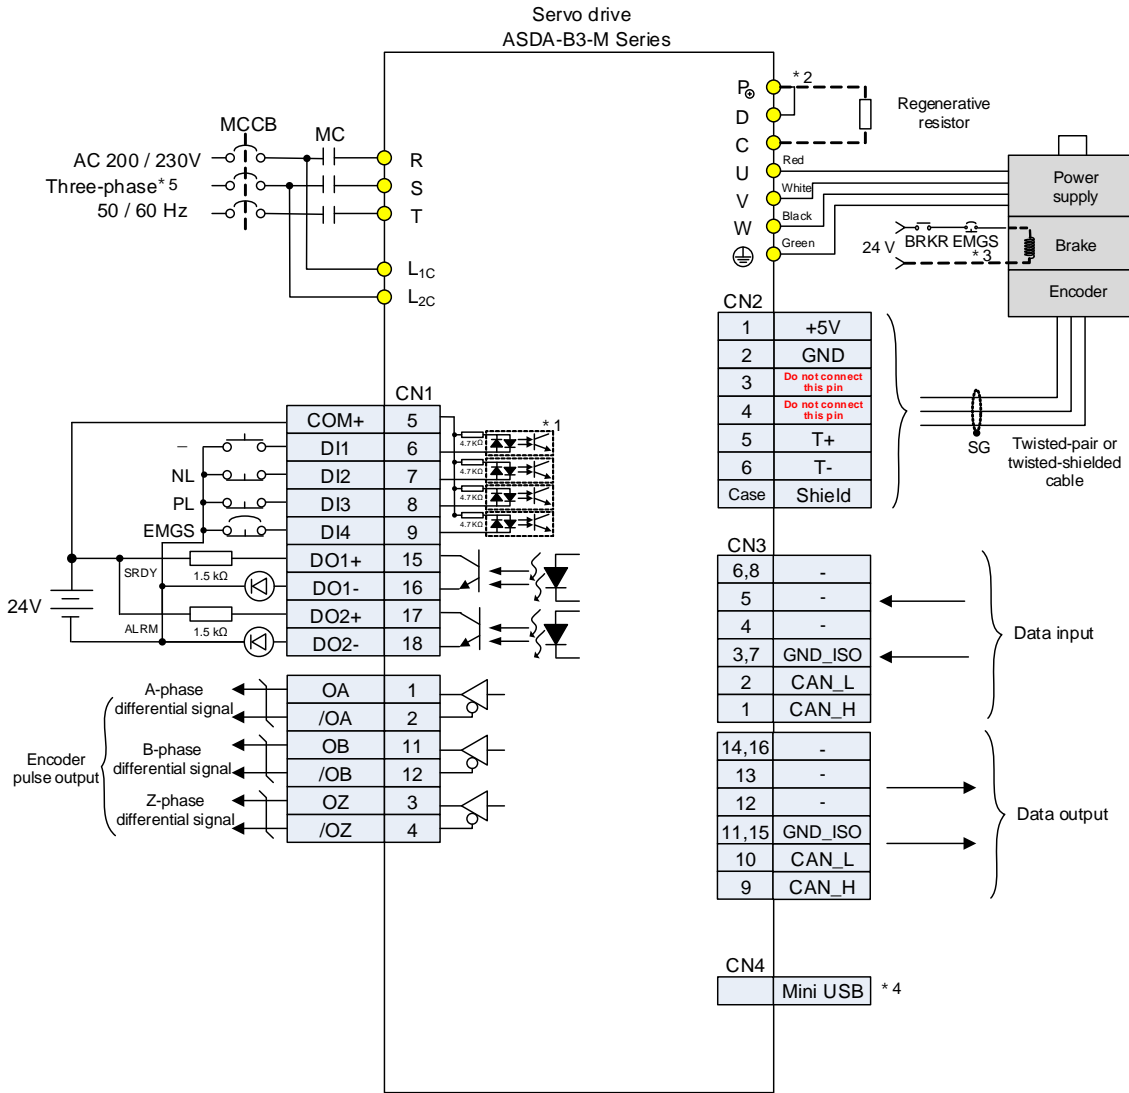 Servo drive
ASDA-B3-M Series
MCCB
MC
AC 200 / 230V
Three-phase* 5
50 / 60 Hz
R
S
T
L1C
L2C
P⊕
D
C
U
V
W
* 2
Regenerative
resistor
Red
White
Black
Green
Power
supply
24 V
BRKR EMGS
* 3
Brake
Encoder
CN2
1 +5V
2 GND
3 Do not connect
this pin
4 Do not connect
this pin
5 T+
6 T-
Case Shield
SG
Twisted-pair or
twisted-shielded
cable
CN1
COM+ 5
– DI1 6
NL DI2 7
PL DI3 8
EMGS DI4 9
* 1
4.7KΩ
4.7KΩ
4.7KΩ
4.7KΩ
DO1+ 15
DO1- 16
DO2+ 17
DO2- 18
SRDY
1.5 kΩ
24V
ALRM
1.5 kΩ
OA 1
/OA 2
OB 11
/OB 12
OZ 3
/OZ 4
A-phase
differential signal
B-phase
differential signal
Z-phase
differential signal
Encoder
pulse output
CN3
6,8 -
5 -
4 -
3,7 GND_ISO
2 CAN_L
1 CAN_H
Data input
14,16 -
13 -
12 -
11,15 GND_ISO
10 CAN_L
9 CAN_H
Data output
CN4
Mini USB * 4